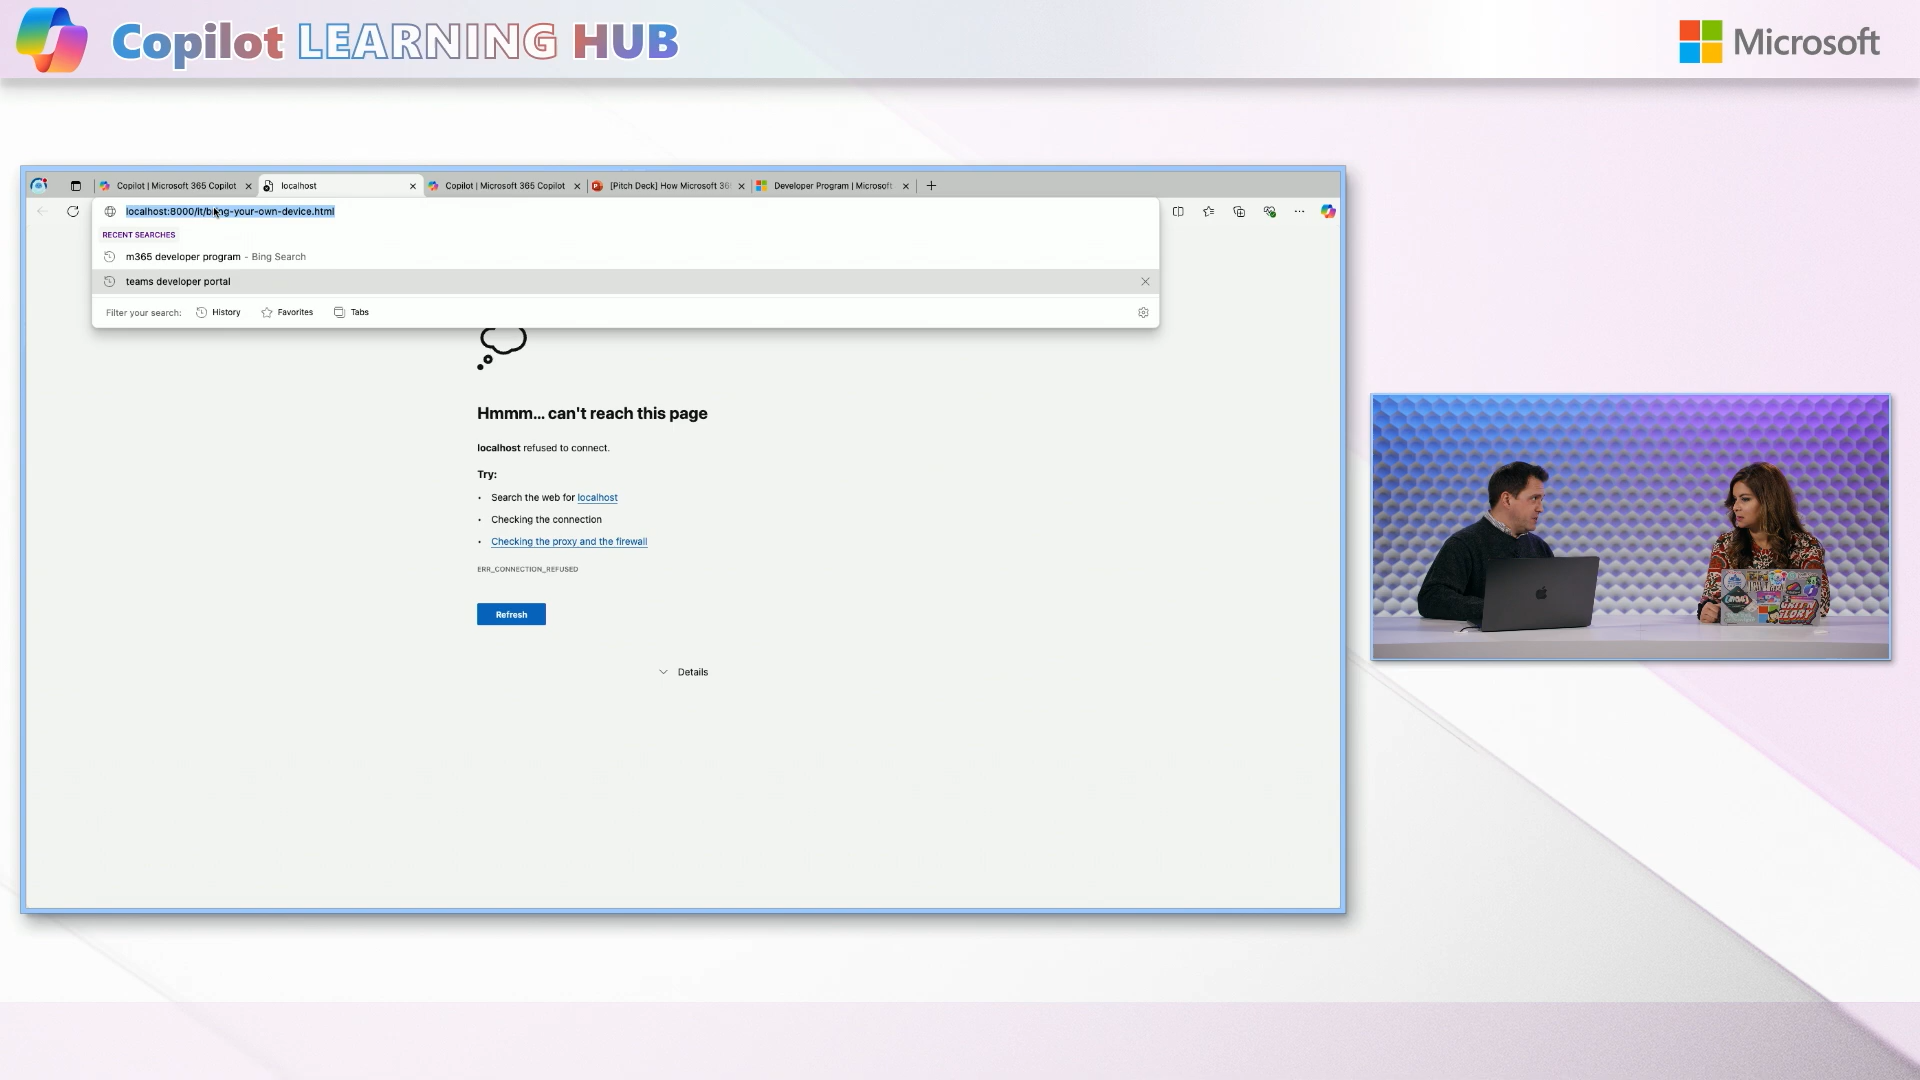 Copilot LEARNING HUB
Microsoft
Copilot | Microsoft 365 Copilot
localhost
Copilot | Microsoft 365 Copilot
[Pitch Deck] How Microsoft 36
Developer Program | Microsoft
localhost:8000/it/bring-your-own-device.html
RECENT SEARCHES
m365 developer program - Bing Search
teams developer portal
Filter your search:
History
Favorites
Tabs
Hmmm... can't reach this page
localhost refused to connect.
Try:
• Search the web for localhost
• Checking the connection
• Checking the proxy and the firewall
ERR_CONNECTION_REFUSED
Refresh
Details